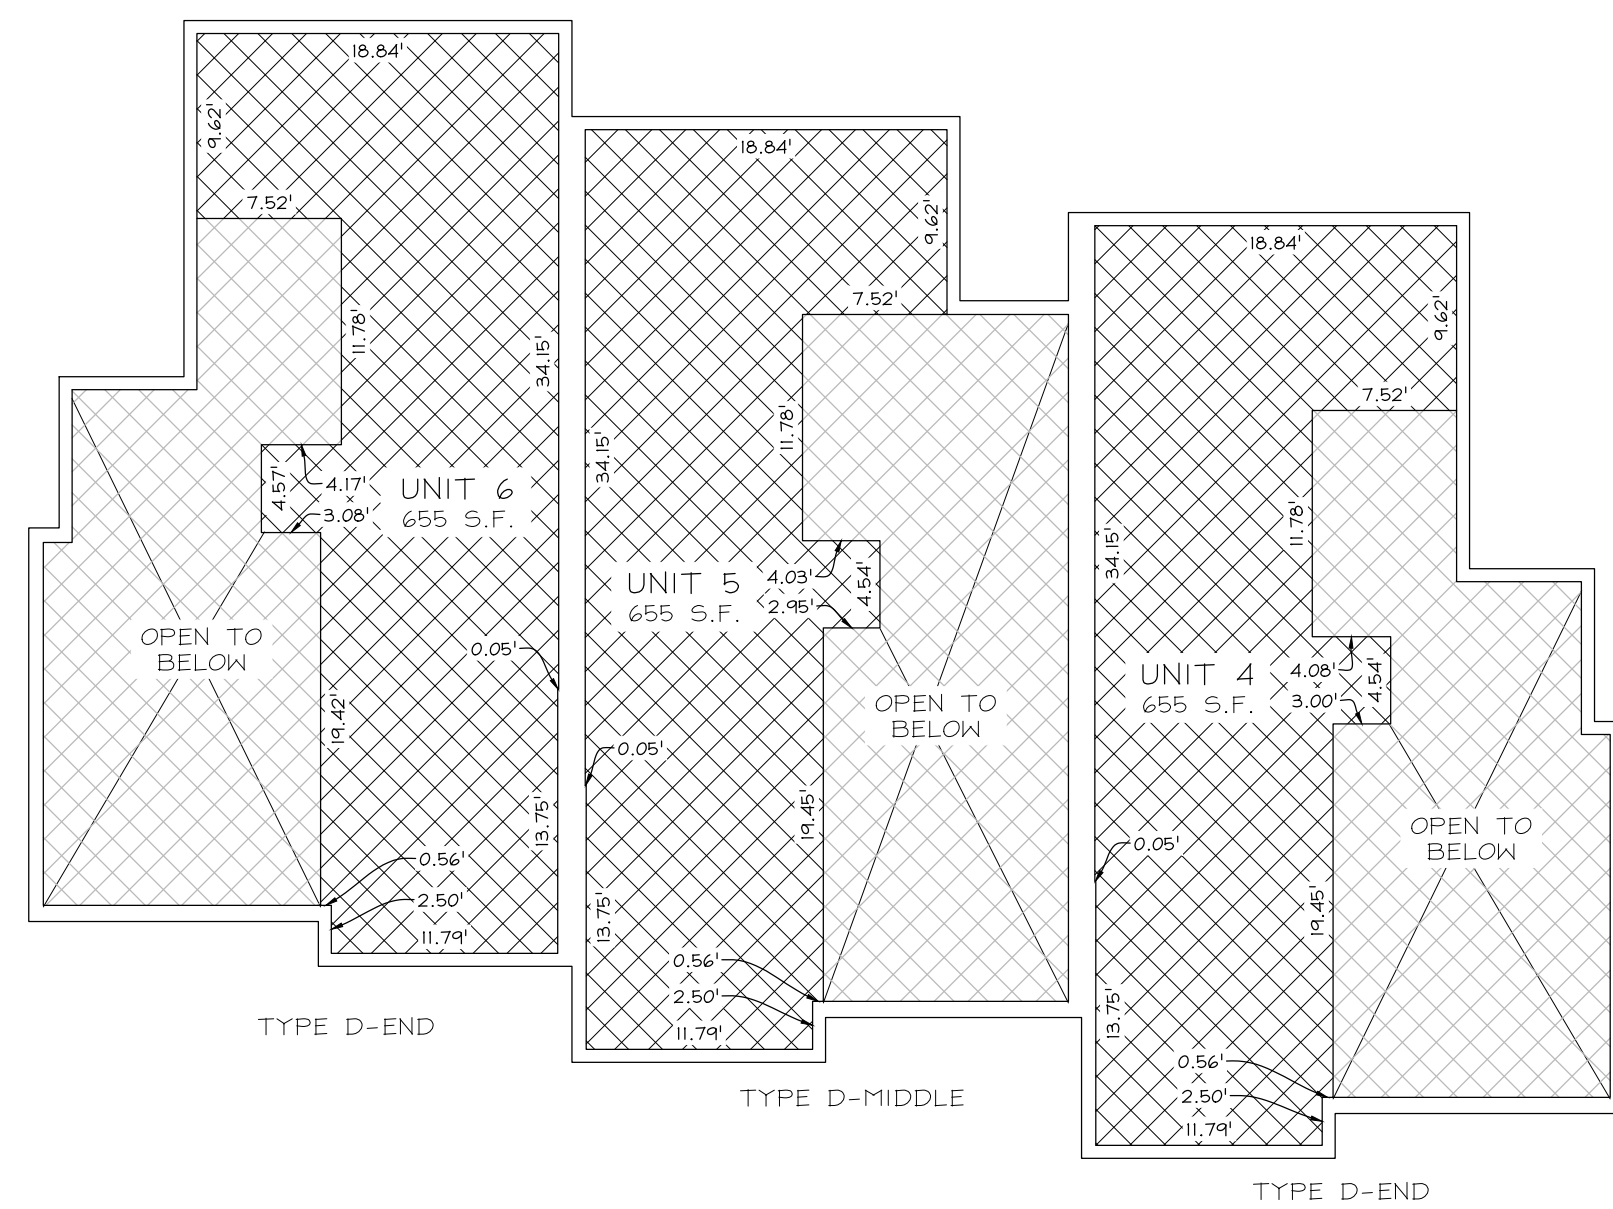 18.84'
9.62'
7.52'
11.78'
34.15'
4.57'
4.17'
3.08'
UNIT 6
655 S.F.
OPEN TO
BELOW
0.05'
19.42'
13.75'
0.56'
2.50'
11.79'
TYPE D-END
18.84'
9.62'
7.52'
11.78'
34.15'
4.03'
4.54'
2.95'
UNIT 5
655 S.F.
OPEN TO
BELOW
0.05'
19.45'
13.75'
0.56'
2.50'
11.79'
TYPE D-MIDDLE
18.84'
9.62'
7.52'
11.78'
34.15'
4.08'
4.54'
3.00'
UNIT 4
655 S.F.
OPEN TO
BELOW
0.05'
19.45'
13.75'
0.56'
2.50'
11.79'
TYPE D-END